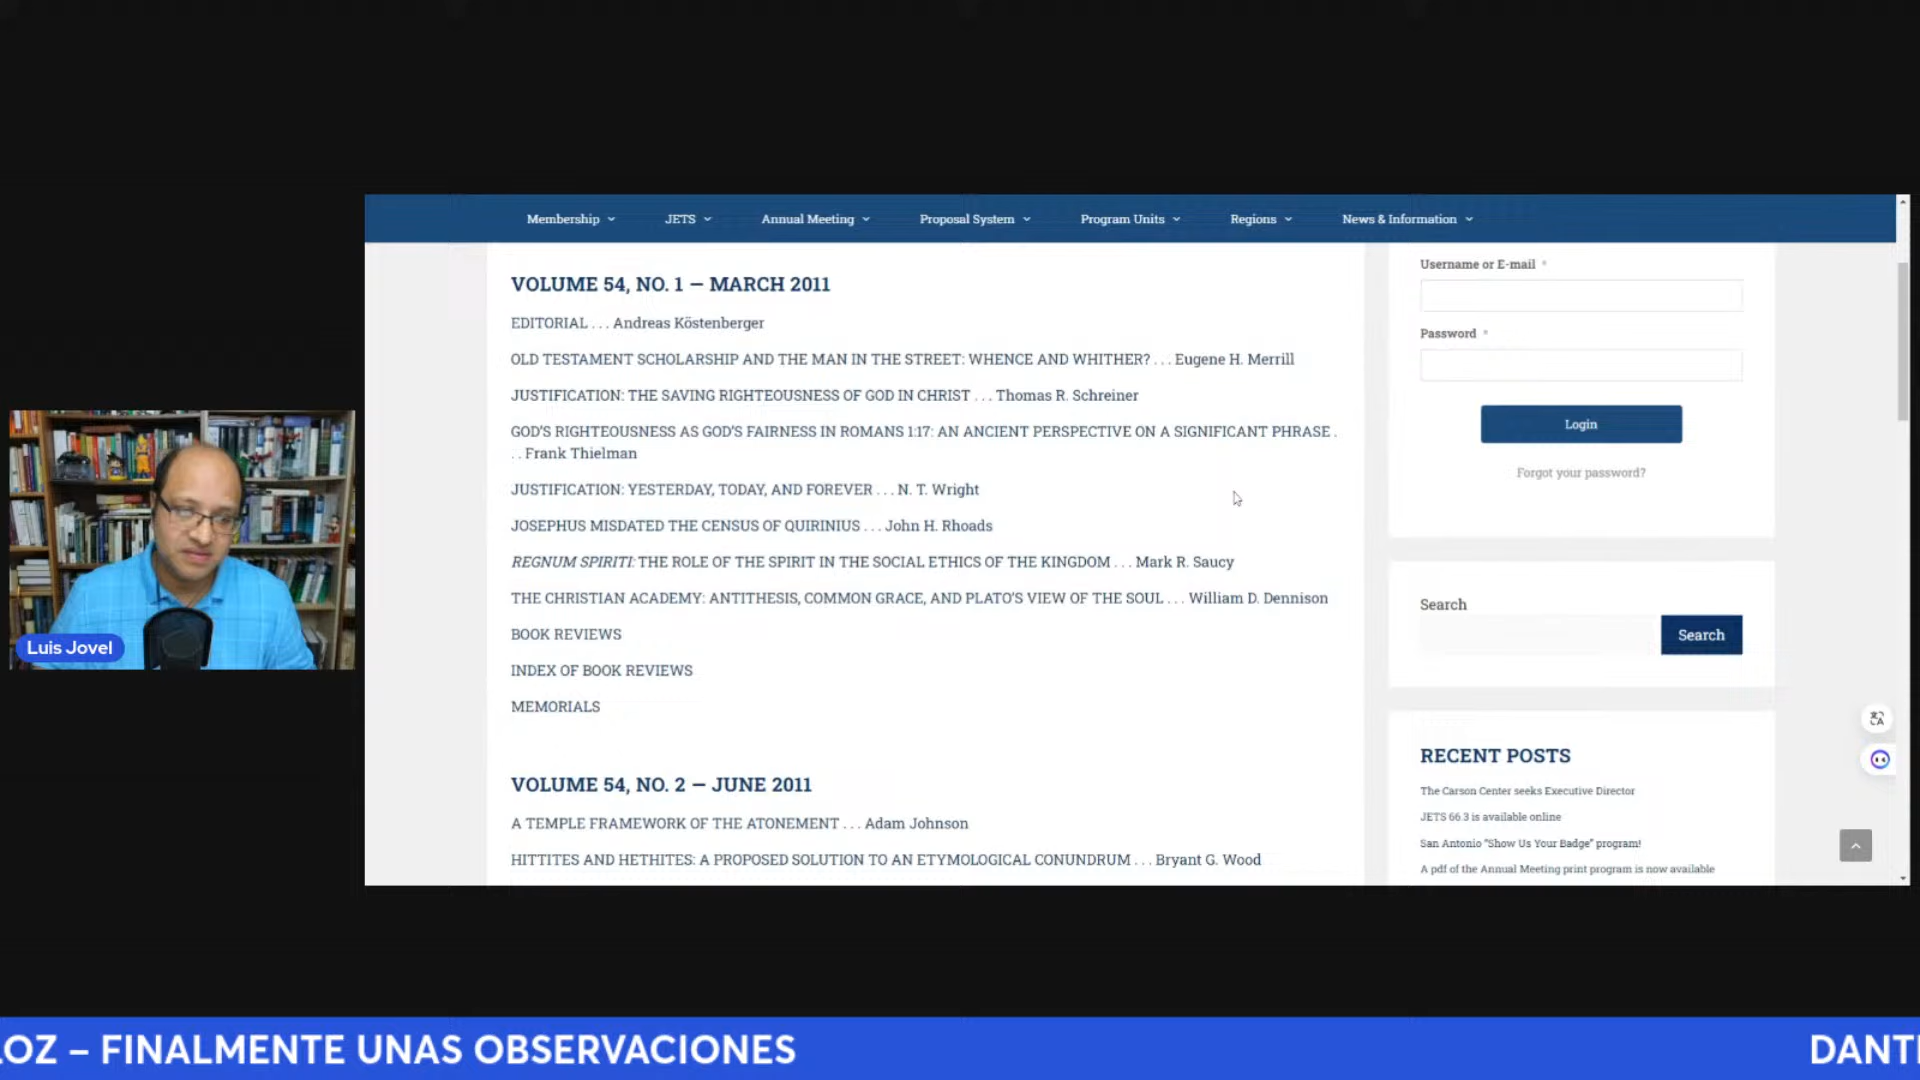 Membership
JETS
Annual Meeting
Proposal System
Program Units
Regions
News & Information
VOLUME 54, NO. 1 — MARCH 2011
EDITORIAL . . . Andreas Köstenberger
OLD TESTAMENT SCHOLARSHIP AND THE MAN IN THE STREET: WHENCE AND WHITHER? . . . Eugene H. Merrill
JUSTIFICATION: THE SAVING RIGHTEOUSNESS OF GOD IN CHRIST . . . Thomas R. Schreiner
GOD'S RIGHTEOUSNESS AS GOD'S FAIRNESS IN ROMANS 1:17: AN ANCIENT PERSPECTIVE ON A SIGNIFICANT PHRASE .
. . Frank Thielman
JUSTIFICATION: YESTERDAY, TODAY, AND FOREVER . . . N. T. Wright
JOSEPHUS MISDATED THE CENSUS OF QUIRINIUS . . . John H. Rhoads
REGNUM SPIRITI: THE ROLE OF THE SPIRIT IN THE SOCIAL ETHICS OF THE KINGDOM . . . Mark R. Saucy
THE CHRISTIAN ACADEMY: ANTITHESIS, COMMON GRACE, AND PLATO'S VIEW OF THE SOUL . . . William D. Dennison
BOOK REVIEWS
INDEX OF BOOK REVIEWS
MEMORIALS
VOLUME 54, NO. 2 — JUNE 2011
A TEMPLE FRAMEWORK OF THE ATONEMENT . . . Adam Johnson
HITTITES AND HETHITES: A PROPOSED SOLUTION TO AN ETYMOLOGICAL CONUNDRUM . . . Bryant G. Wood
Username or E-mail *
Password *
Login
Forgot your password?
Search
Search
RECENT POSTS
The Carson Center seeks Executive Director
JETS 66.3 is available online
San Antonio "Show Us Your Badge" program!
A pdf of the Annual Meeting print program is now available
Luis Jovel
LOZ – FINALMENTE UNAS OBSERVACIONES
DANT